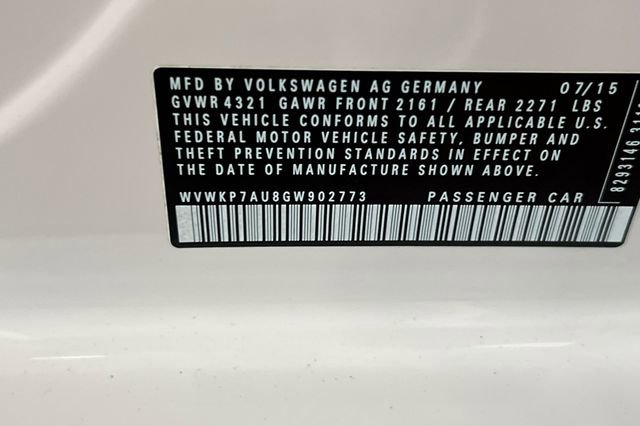 MFD BY VOLKSWAGEN AG GERMANY 07/15
GVWR 4321 GAWR FRONT 2161 / REAR 2271 LBS
THIS VEHICLE CONFORMS TO ALL APPLICABLE U.S.
FEDERAL MOTOR VEHICLE SAFETY, BUMPER AND
THEFT PREVENTION STANDARDS IN EFFECT ON
THE DATE OF MANUFACTURE SHOWN ABOVE.
WVWKP7AU8GW902773 PASSENGER CAR
8293146